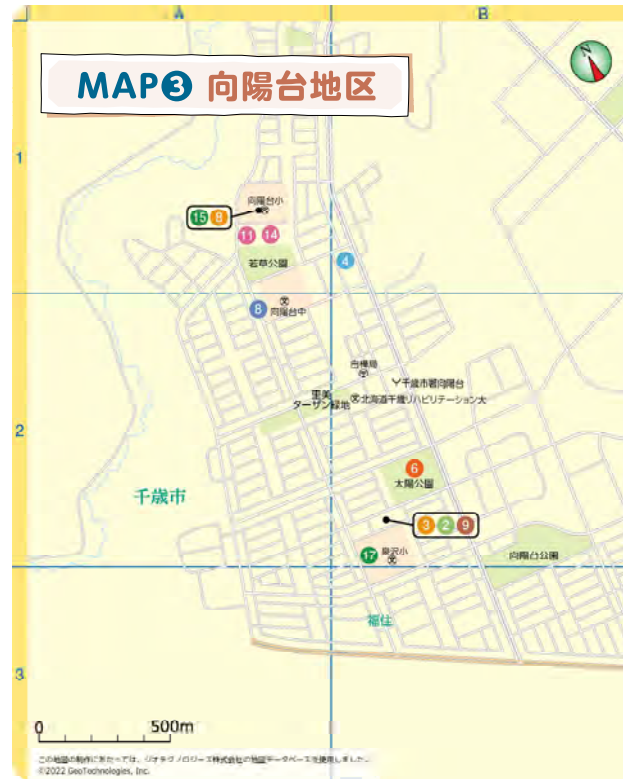 A
B
MAP❸ 向陽台地区
1
向陽台小
15 8
11 14
若草公園
4
8
向陽台中
白樺局
千歳市署向陽台
里美
ターザン緑地
北海道千歳リハビリテーション大
2
6
太陽公園
千歳市
3 2 9
17
泉沢小
向陽台公園
福住
3
0
500m
この地図の制作にあたっては、ジオテクノロジーズ株式会社の地図データベースを使用しました。
©2022 GeoTechnologies, Inc.